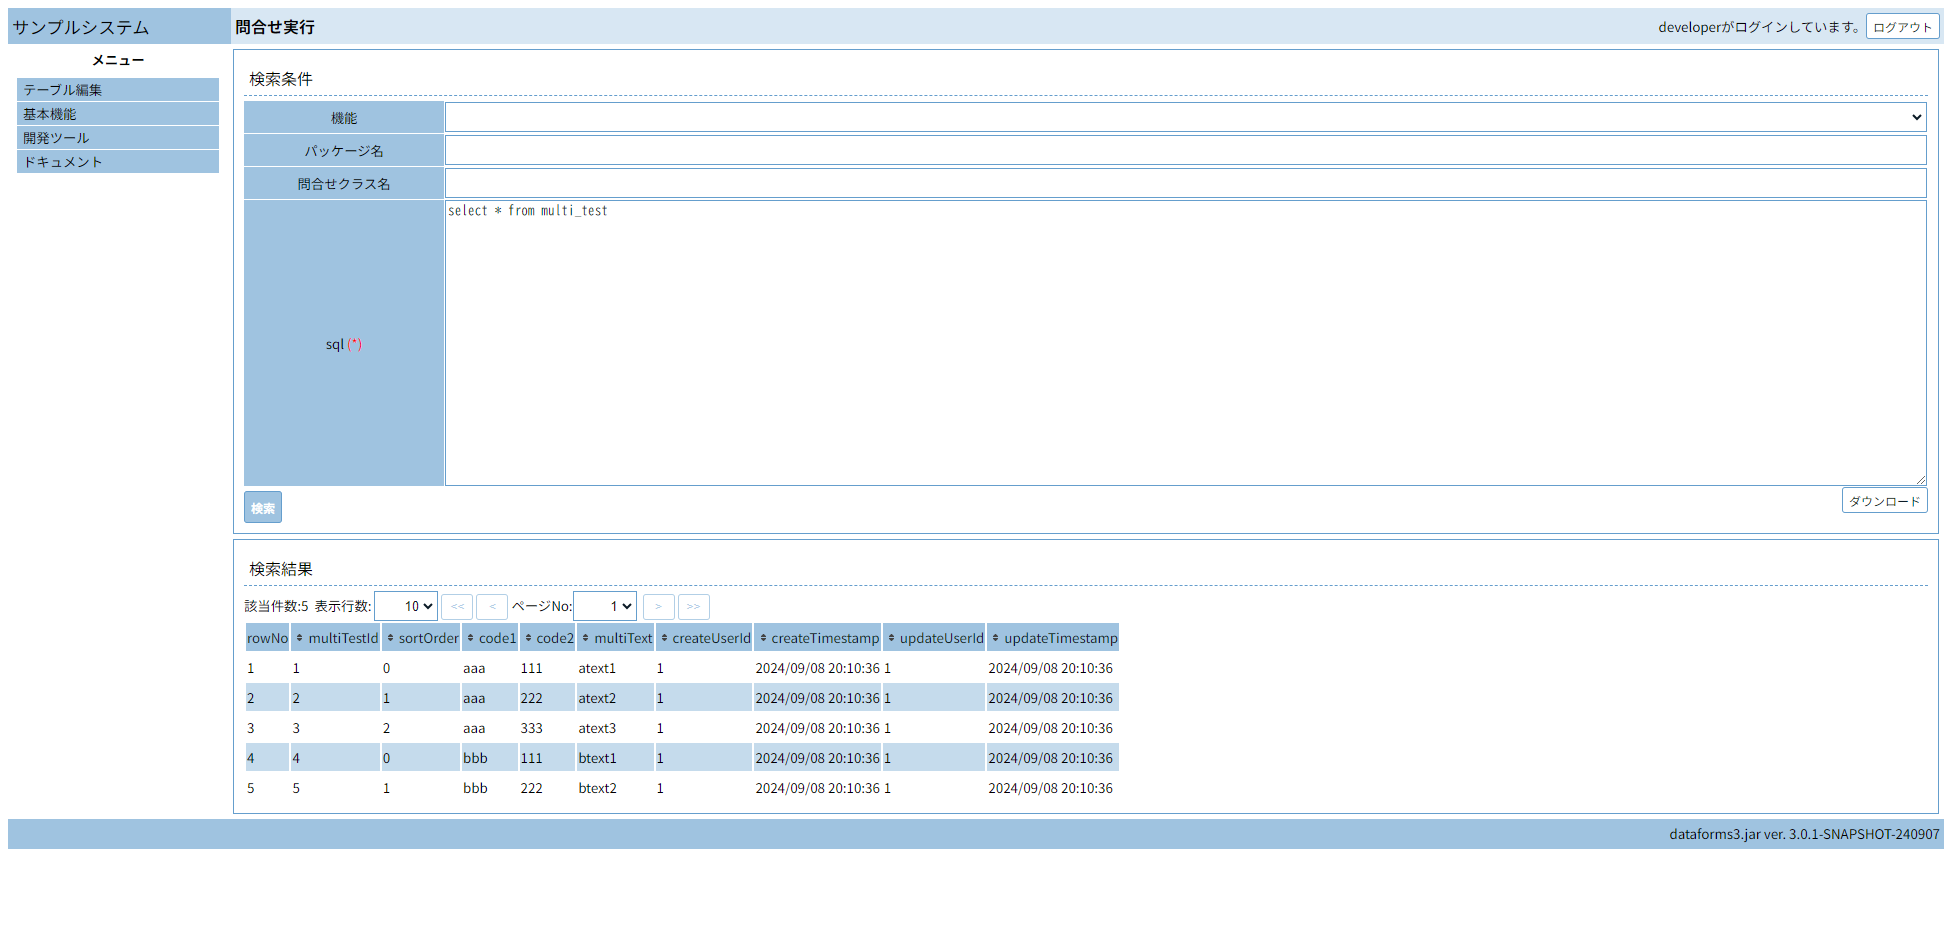 サンプルシステム 問合せ実行 developerがログインしています。 ログアウト
メニュー
テーブル編集
基本機能
開発ツール
ドキュメント
検索条件
機能
パッケージ名
問合せクラス名
sql (*) select * from multi_test
検索 ダウンロード
検索結果
該当件数:5 表示行数: 10 << < ページNo: 1 > >>
rowNo multiTestId sortOrder code1 code2 multiText createUserId createTimestamp updateUserId updateTimestamp
1 1 0 aaa 111 atext1 1 2024/09/08 20:10:36 1 2024/09/08 20:10:36
2 2 1 aaa 222 atext2 1 2024/09/08 20:10:36 1 2024/09/08 20:10:36
3 3 2 aaa 333 atext3 1 2024/09/08 20:10:36 1 2024/09/08 20:10:36
4 4 0 bbb 111 btext1 1 2024/09/08 20:10:36 1 2024/09/08 20:10:36
5 5 1 bbb 222 btext2 1 2024/09/08 20:10:36 1 2024/09/08 20:10:36
dataforms3.jar ver. 3.0.1-SNAPSHOT-240907